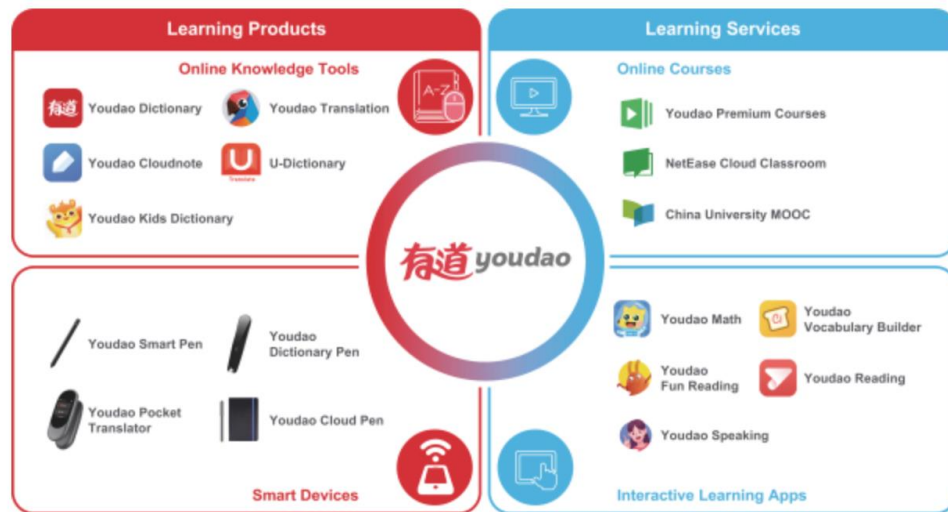 Learning Products
Online Knowledge Tools
A-Z
有道
Youdao Dictionary
Youdao Translation
Youdao Cloudnote
U
Translate
U-Dictionary
Youdao Kids Dictionary
Learning Services
Online Courses
Youdao Premium Courses
NetEase Cloud Classroom
China University MOOC
有道 youdao
Youdao Smart Pen
Youdao
Dictionary Pen
Youdao Pocket
Translator
Youdao Cloud Pen
Smart Devices
Youdao Math
Youdao
Vocabulary Builder
Youdao
Fun Reading
Youdao Reading
Youdao Speaking
Interactive Learning Apps